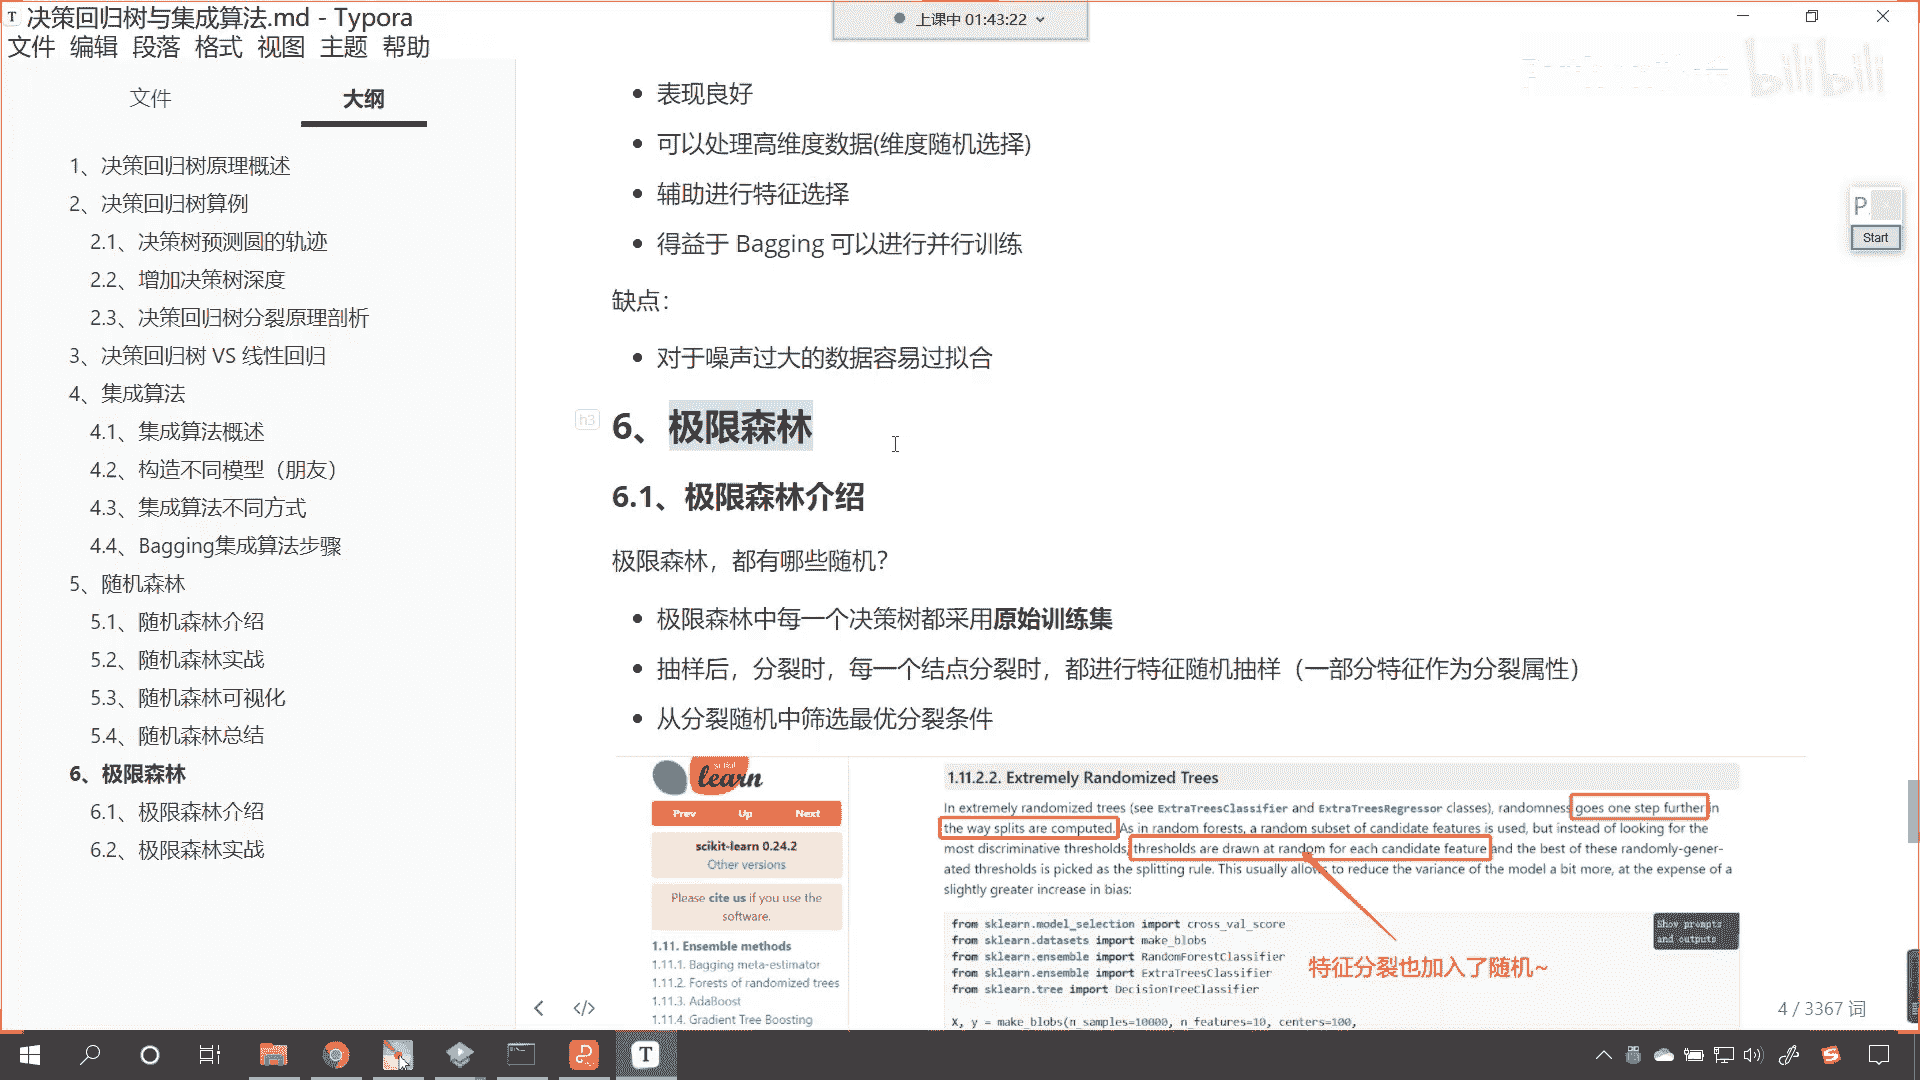 决策回归树与集成算法.md - Typora
上课中 01:43:22
文件 编辑 段落 格式 视图 主题 帮助
bilibili
文件 大纲
1、决策回归树原理概述
2、决策回归树算例
2.1、决策树预测圆的轨迹
2.2、增加决策树深度
2.3、决策回归树分裂原理剖析
3、决策回归树 VS 线性回归
4、集成算法
4.1、集成算法概述
4.2、构造不同模型（朋友）
4.3、集成算法不同方式
4.4、Bagging集成算法步骤
5、随机森林
5.1、随机森林介绍
5.2、随机森林实战
5.3、随机森林可视化
5.4、随机森林总结
6、极限森林
6.1、极限森林介绍
6.2、极限森林实战
表现良好
可以处理高维度数据(维度随机选择)
辅助进行特征选择
得益于 Bagging 可以进行并行训练
缺点：
对于噪声过大的数据容易过拟合
h3
6、极限森林
6.1、极限森林介绍
极限森林，都有哪些随机？
极限森林中每一个决策树都采用原始训练集
抽样后，分裂时，每一个结点分裂时，都进行特征随机抽样（一部分特征作为分裂属性）
从分裂随机中筛选最优分裂条件
P
Start
learn
Prev Up Next
scikit-learn 0.24.2
Other versions
Please cite us if you use the
software.
1.11. Ensemble methods
1.11.1. Bagging meta-estimator
1.11.2. Forests of randomized trees
1.11.3. AdaBoost
1.11.4. Gradient Tree Boosting
1.11.2.2. Extremely Randomized Trees
In extremely randomized trees (see ExtraTreesClassifier and ExtraTreesRegressor classes), randomness goes one step further in
the way splits are computed. As in random forests, a random subset of candidate features is used, but instead of looking for the
most discriminative thresholds, thresholds are drawn at random for each candidate feature and the best of these randomly-gener-
ated thresholds is picked as the splitting rule. This usually allows to reduce the variance of the model a bit more, at the expense of a
slightly greater increase in bias:
from sklearn.model_selection import cross_val_score
from sklearn.datasets import make_blobs
from sklearn.ensemble import RandomForestClassifier
from sklearn.ensemble import ExtraTreesClassifier
from sklearn.tree import DecisionTreeClassifier
X, y = make_blobs(n_samples=10000, n_features=10, centers=100,
Show prompts
and outputs
特征分裂也加入了随机~
4 / 3367 词